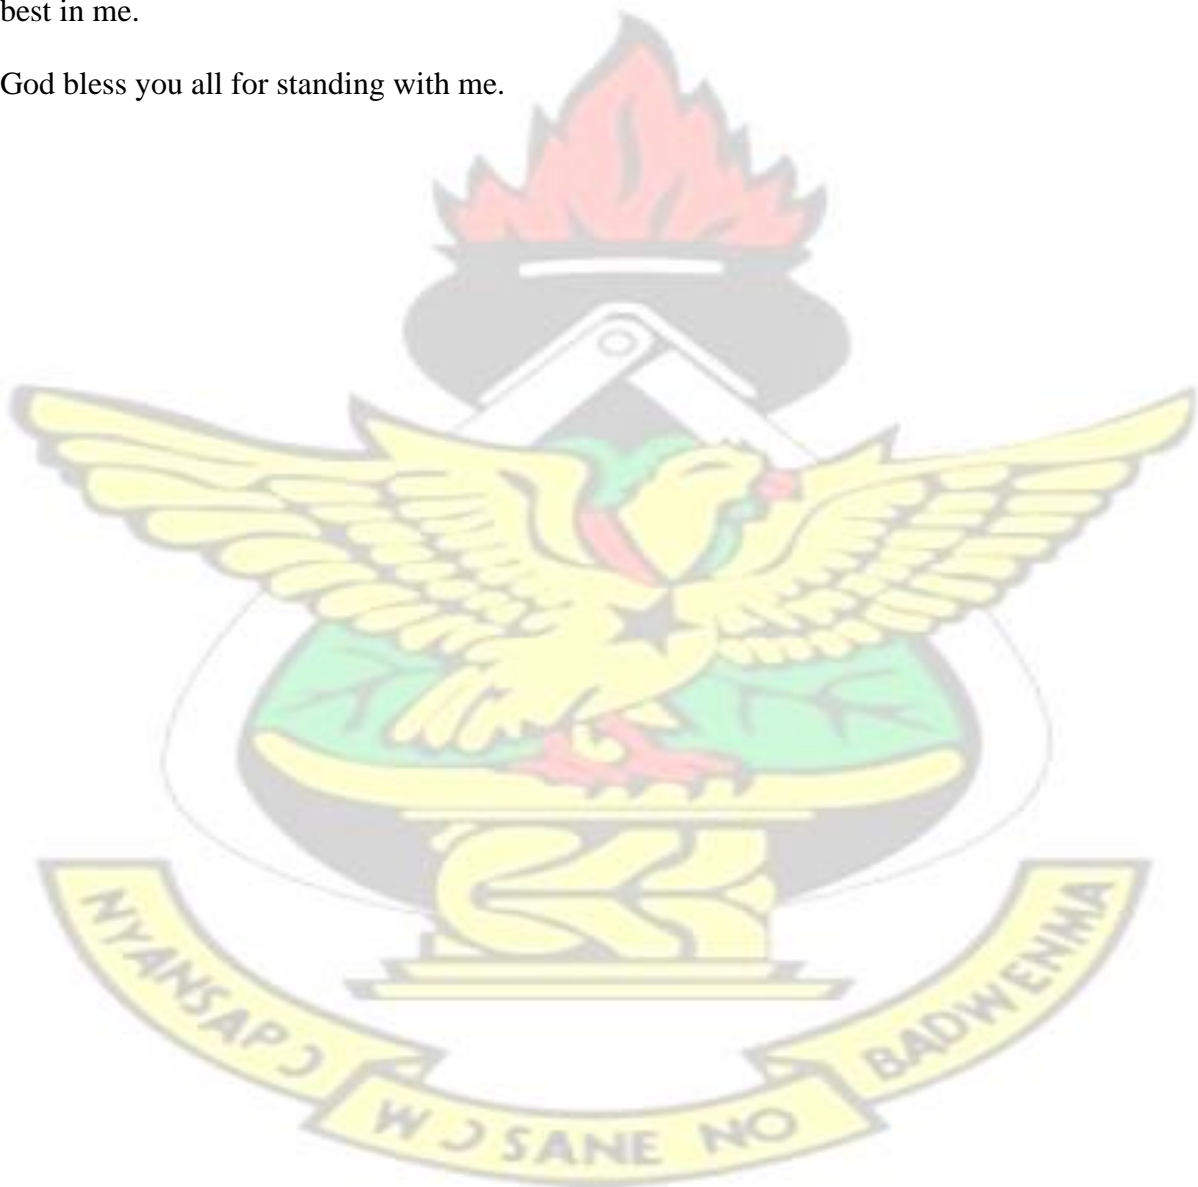 best in me.
God bless you all for standing with me.
NYANSAPƆ
WƆSANE NO
BADWENMA